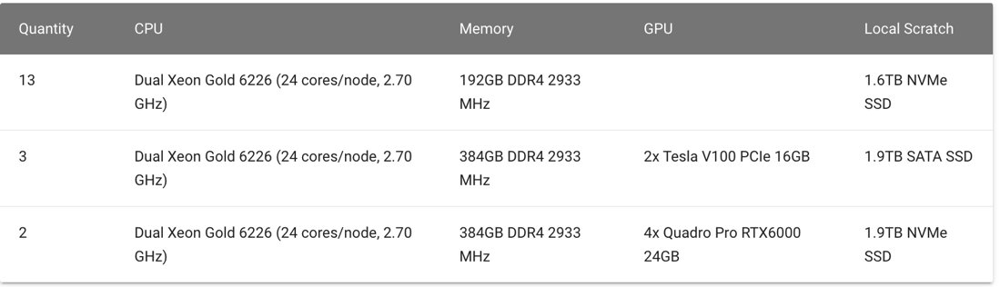 Quantity CPU Memory GPU Local Scratch
13 Dual Xeon Gold 6226 (24 cores/node, 2.70 192GB DDR4 2933 1.6TB NVMe
GHz) MHz SSD
3 Dual Xeon Gold 6226 (24 cores/node, 2.70 384GB DDR4 2933 2x Tesla V100 PCIe 16GB 1.9TB SATA SSD
GHz) MHz
2 Dual Xeon Gold 6226 (24 cores/node, 2.70 384GB DDR4 2933 4x Quadro Pro RTX6000 1.9TB NVMe
GHz) MHz 24GB SSD